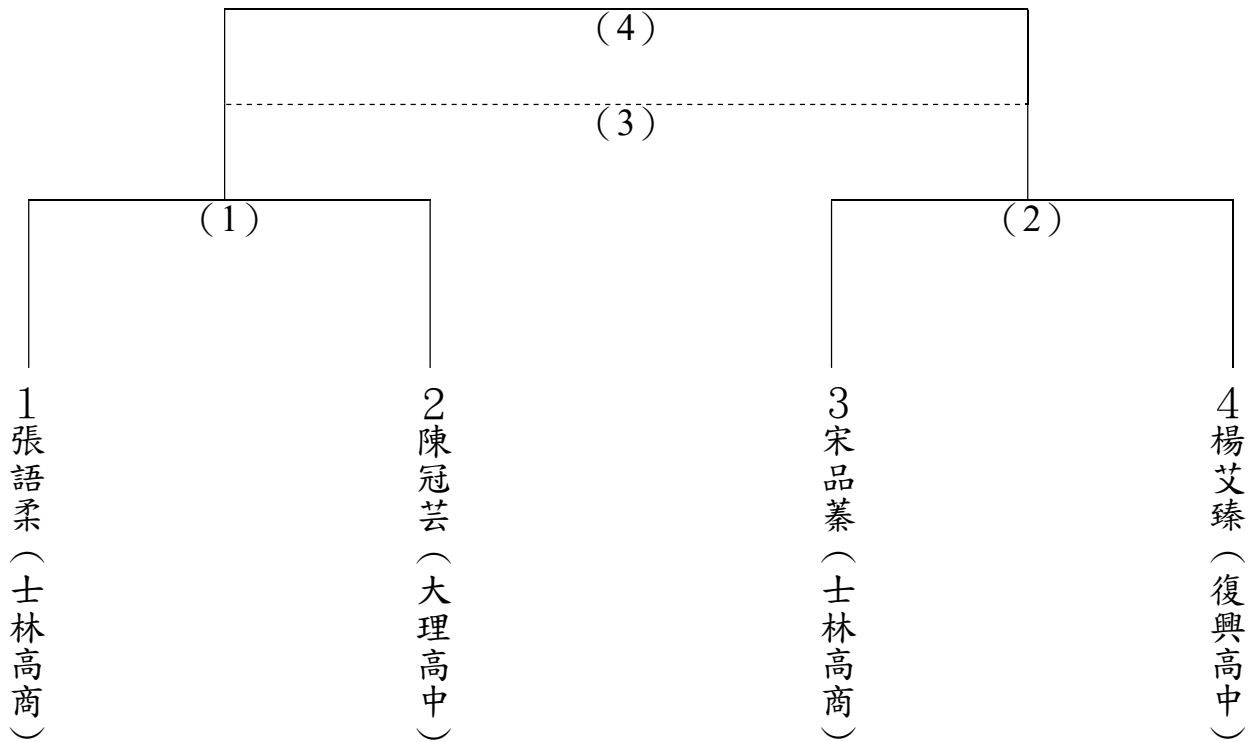 (4)
(3)
(1)
(2)
1張語柔(士林高商)
2陳冠芸(大理高中)
3宋品蓁(士林高商)
4楊艾臻(復興高中)